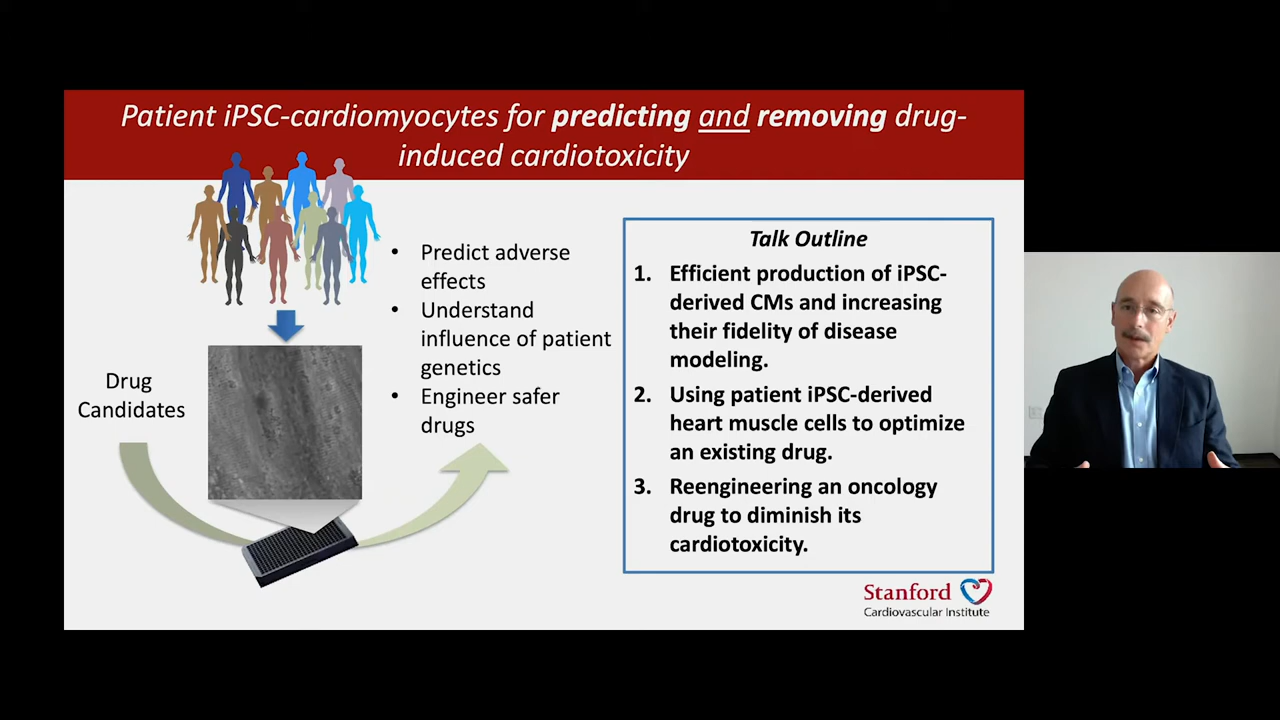 Patient iPSC-cardiomyocytes for predicting and removing drug-
induced cardiotoxicity
Drug
Candidates
• Predict adverse
effects
• Understand
influence of patient
genetics
• Engineer safer
drugs
Talk Outline
1. Efficient production of iPSC-
derived CMs and increasing
their fidelity of disease
modeling.
2. Using patient iPSC-derived
heart muscle cells to optimize
an existing drug.
3. Reengineering an oncology
drug to diminish its
cardiotoxicity.
Stanford
Cardiovascular Institute